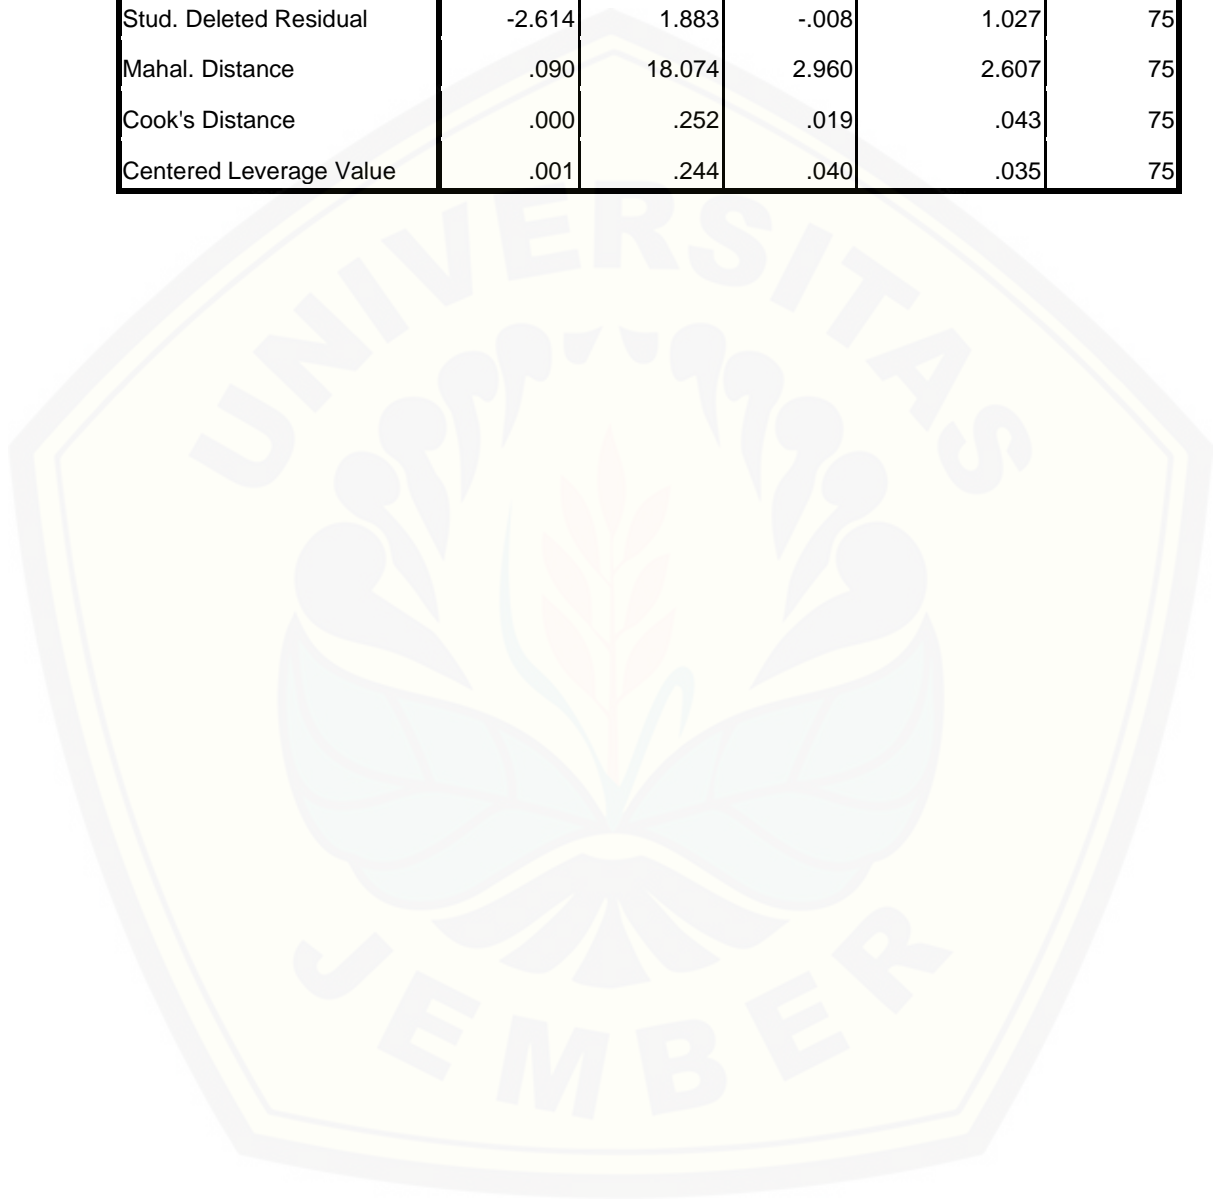 Stud. Deleted Residual -2.614 1.883 -.008 1.027 75
Mahal. Distance .090 18.074 2.960 2.607 75
Cook's Distance .000 .252 .019 .043 75
Centered Leverage Value .001 .244 .040 .035 75
UNIVERSITAS
JEMBER